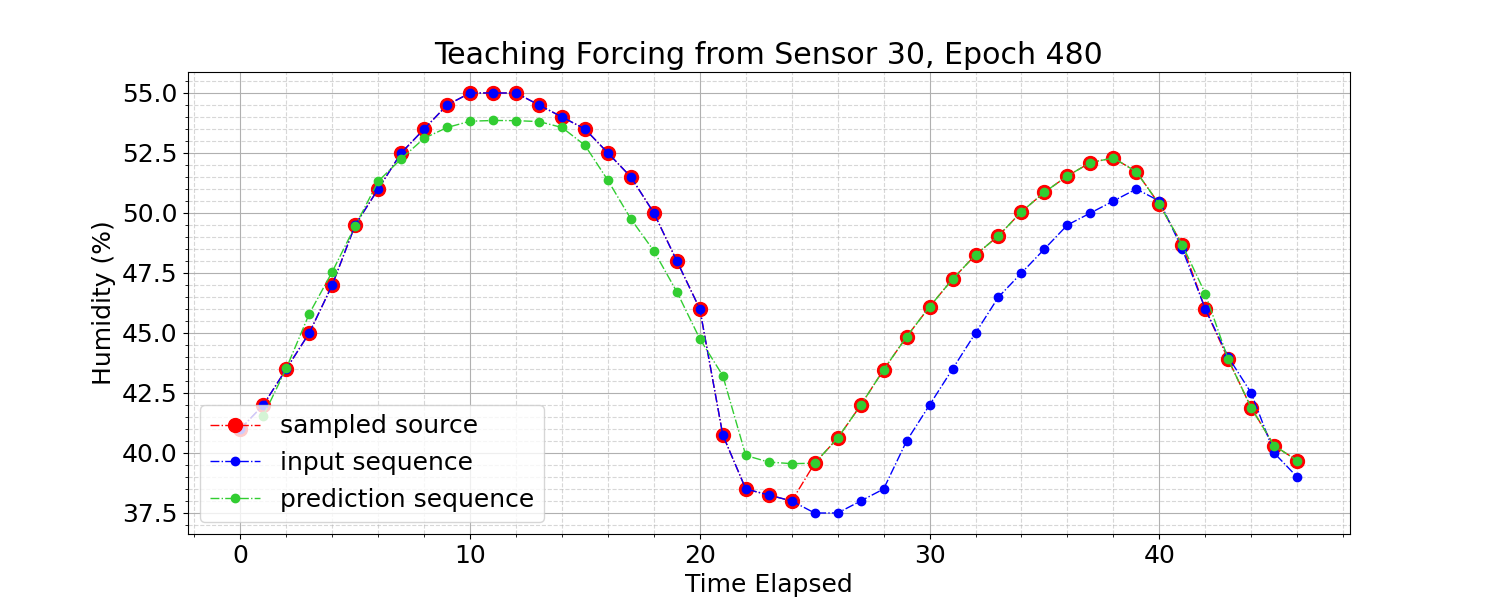 Teaching Forcing from Sensor 30, Epoch 480
Humidity (%)
55.0
52.5
50.0
47.5
45.0
42.5
40.0
37.5
sampled source
input sequence
prediction sequence
0 10 20 30 40
Time Elapsed